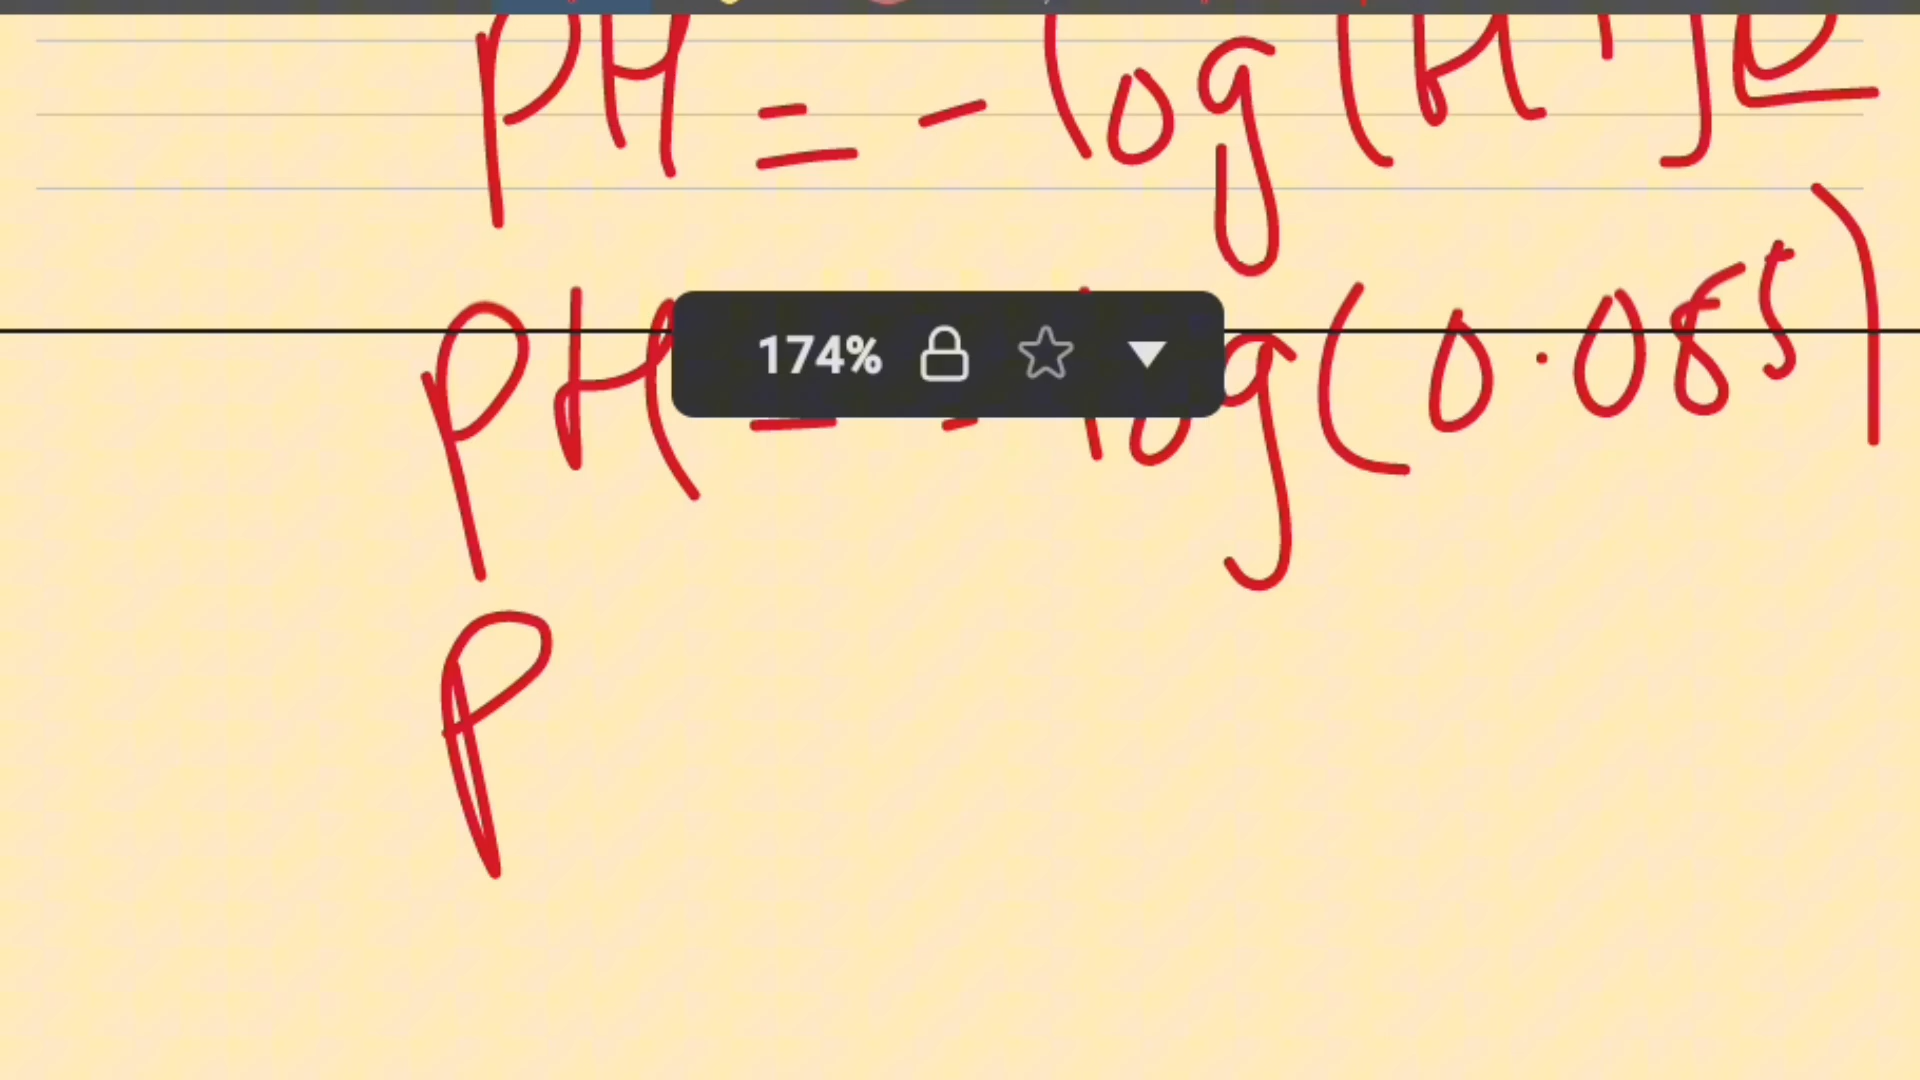 pH = - log [H+]
pH = - log (0.085)
174%
P